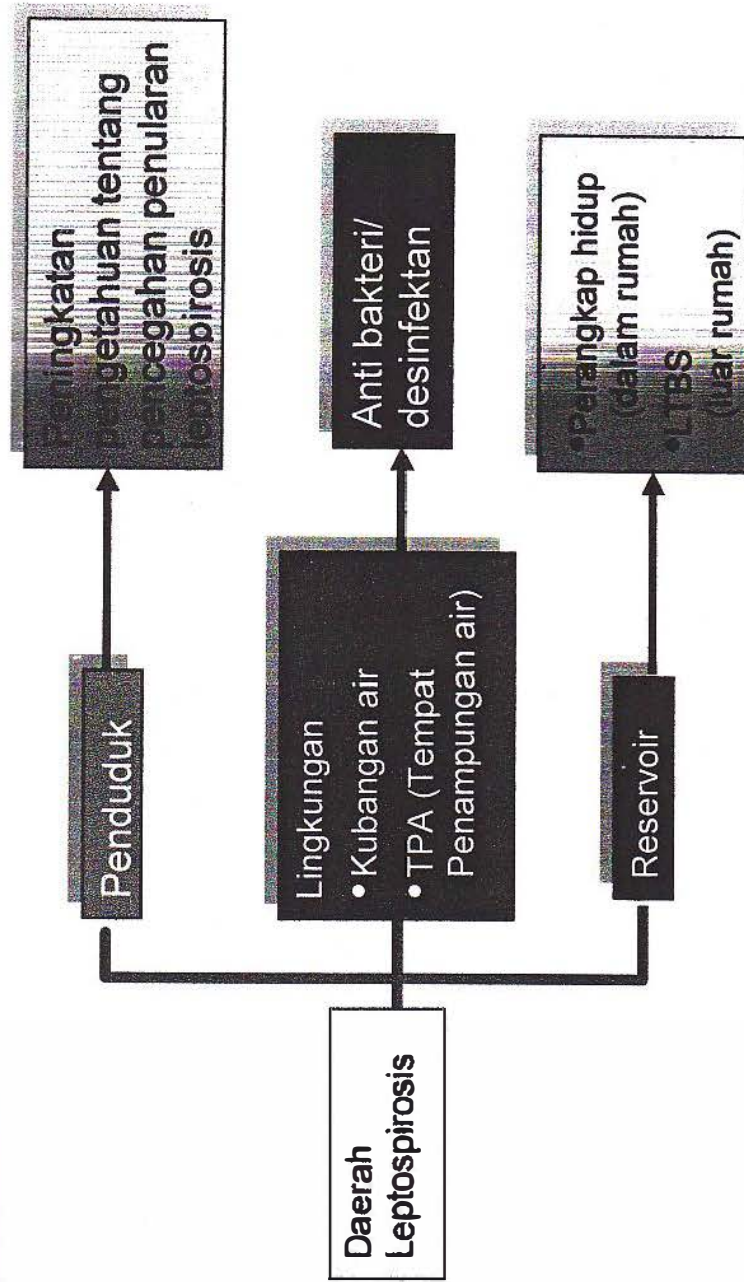 Daerah
Leptospirosis
Penduduk
Peningkatan
pengetahuan tentang
pencegahan penularan
leptospirosis
Lingkungan
• Kubangan air
• TPA (Tempat
Penampungan air)
Anti bakteri/
desinfektan
Reservoir
•Perangkap hidup
(dalam rumah)
•LTBS
(luar rumah)